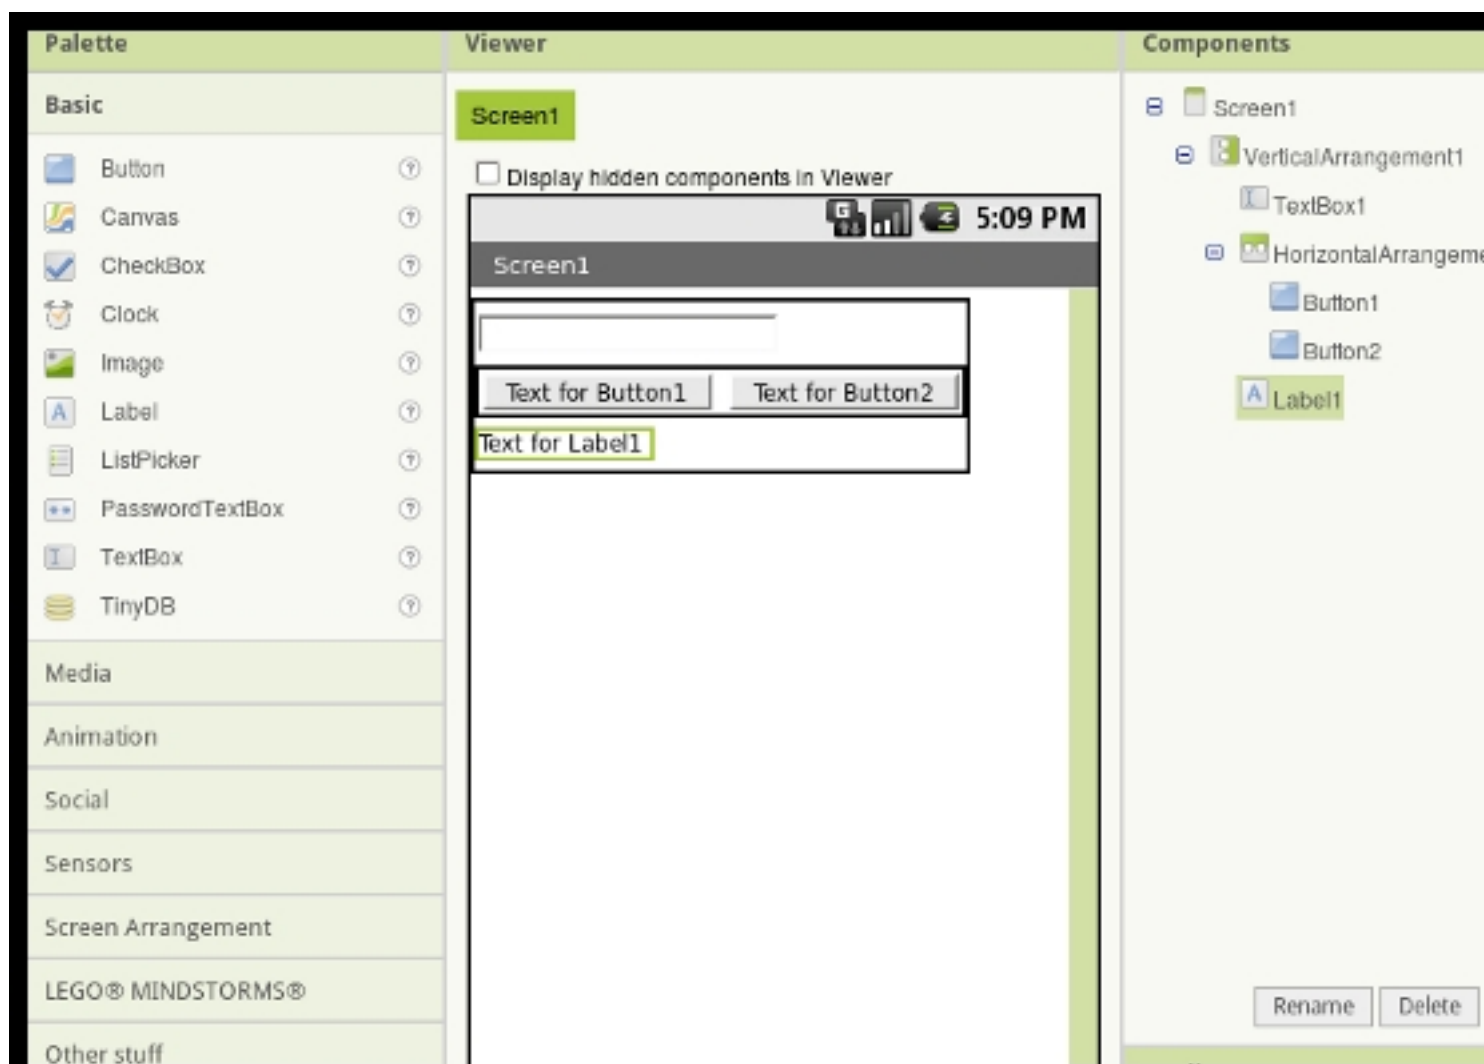 Palette
Basic
Button
Canvas
CheckBox
Clock
Image
Label
ListPicker
PasswordTextBox
TextBox
TinyDB
Media
Animation
Social
Sensors
Screen Arrangement
LEGO® MINDSTORMS®
Other stuff
Viewer
Screen1
Display hidden components in Viewer
5:09 PM
Screen1
Text for Button1 Text for Button2
Text for Label1
Components
Screen1
VerticalArrangement1
TextBox1
HorizontalArrangeme
Button1
Button2
Label1
Rename Delete